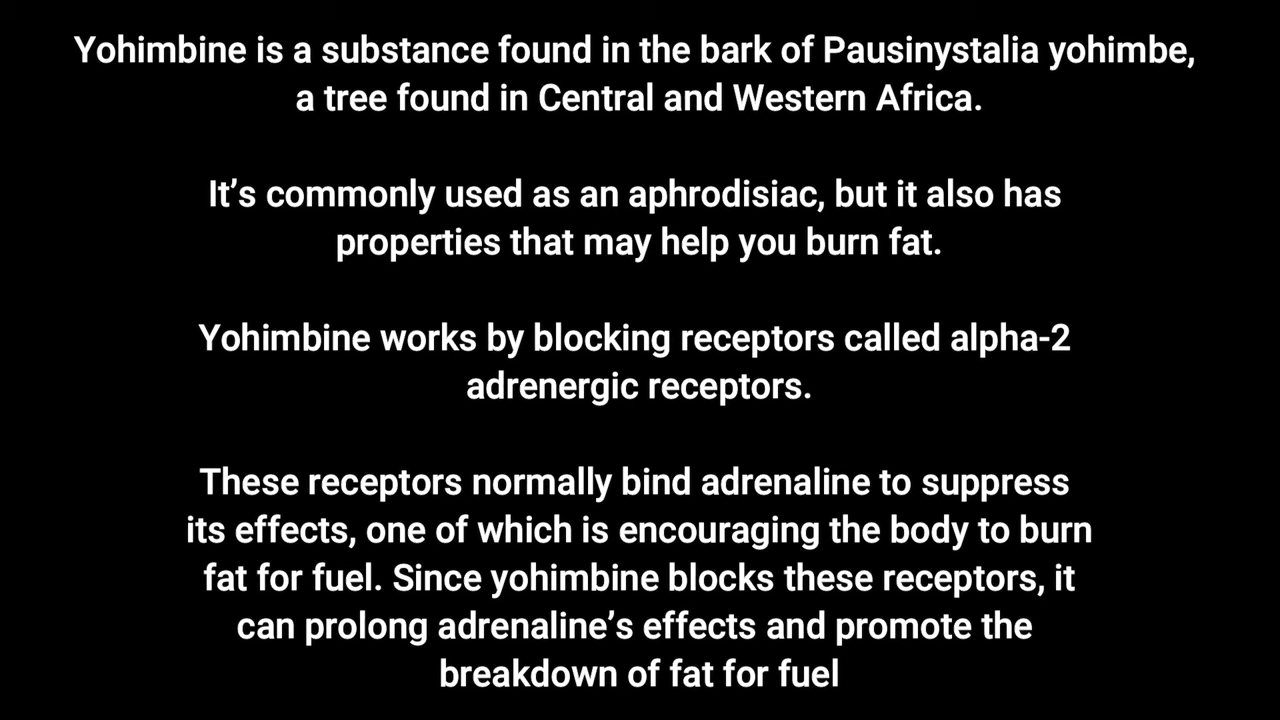 Yohimbine is a substance found in the bark of Pausinystalia yohimbe,
a tree found in Central and Western Africa.
It’s commonly used as an aphrodisiac, but it also has
properties that may help you burn fat.
Yohimbine works by blocking receptors called alpha-2
adrenergic receptors.
These receptors normally bind adrenaline to suppress
its effects, one of which is encouraging the body to burn
fat for fuel. Since yohimbine blocks these receptors, it
can prolong adrenaline’s effects and promote the
breakdown of fat for fuel